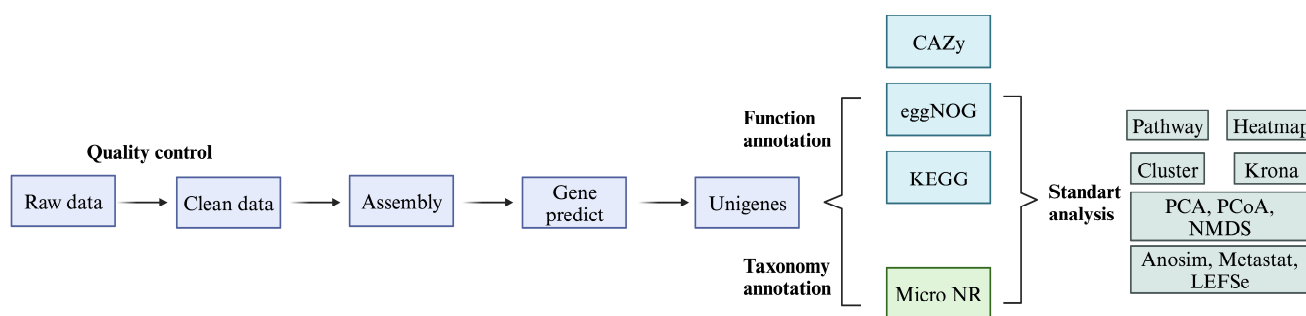 Quality control
Raw data
Clean data
Assembly
Gene
predict
Unigenes
Function
annotation
Taxonomy
annotation
CAZy
eggNOG
KEGG
Micro NR
Standart
analysis
Pathway
Heatmap
Cluster
Krona
PCA, PCoA,
NMDS
Anosim, Mctastat,
LEFSe